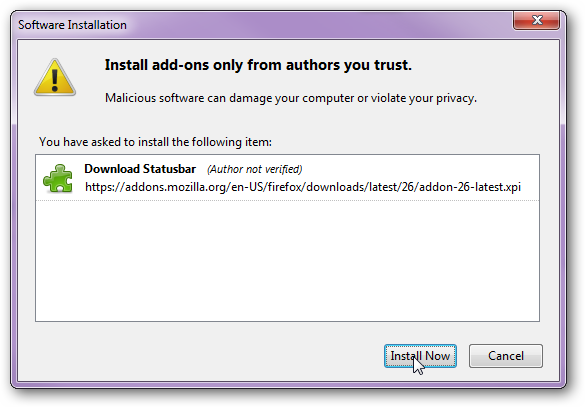 Software Installation
Install add-ons only from authors you trust.
Malicious software can damage your computer or violate your privacy.
You have asked to install the following item:
Download Statusbar (Author not verified)
https://addons.mozilla.org/en-US/firefox/downloads/latest/26/addon-26-latest.xpi
Install Now Cancel